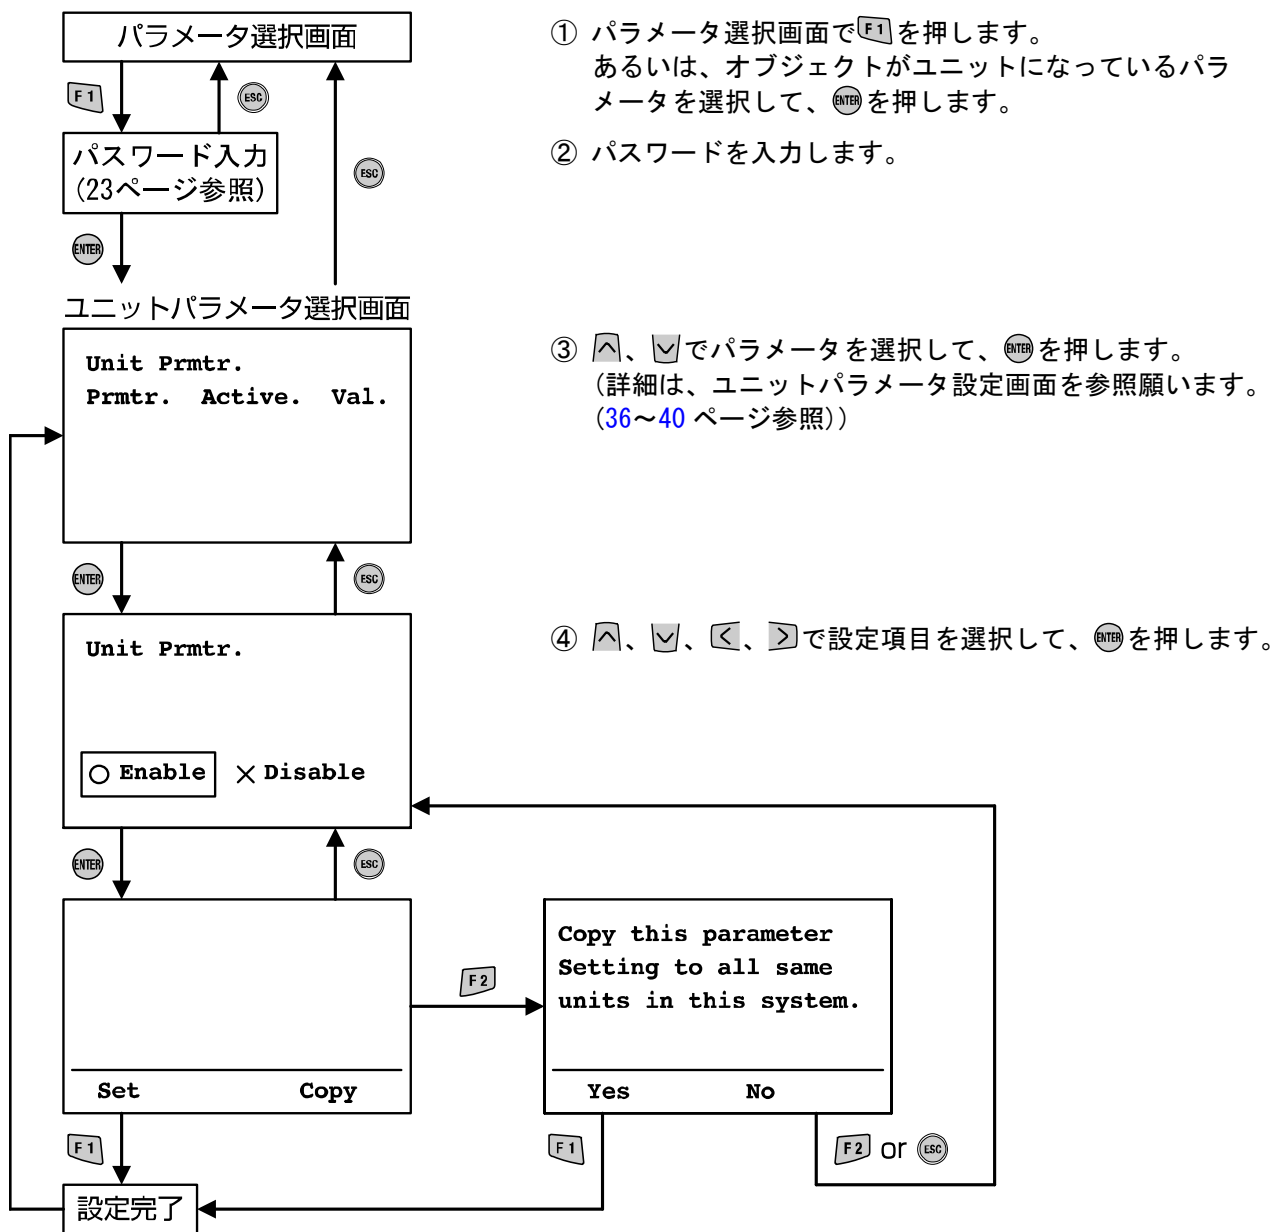 パラメータ選択画面
F1
ESC
パスワード入力
(23ページ参照)
ESC
ENTER
ユニットパラメータ選択画面
Unit Prmtr.
Prmtr. Active. Val.
ENTER
ESC
Unit Prmtr.
○ Enable × Disable
ENTER
ESC
Set Copy
F2
Copy this parameter
Setting to all same
units in this system.
Yes No
F1
F1
F2 or ESC
設定完了
① パラメータ選択画面でF1を押します。
あるいは、オブジェクトがユニットになっているパラ
メータを選択して、ENTERを押します。
② パスワードを入力します。
③ ∧、∨でパラメータを選択して、ENTERを押します。
(詳細は、ユニットパラメータ設定画面を参照願います。
(36～40 ページ参照))
④ ∧、∨、<、>で設定項目を選択して、ENTERを押します。